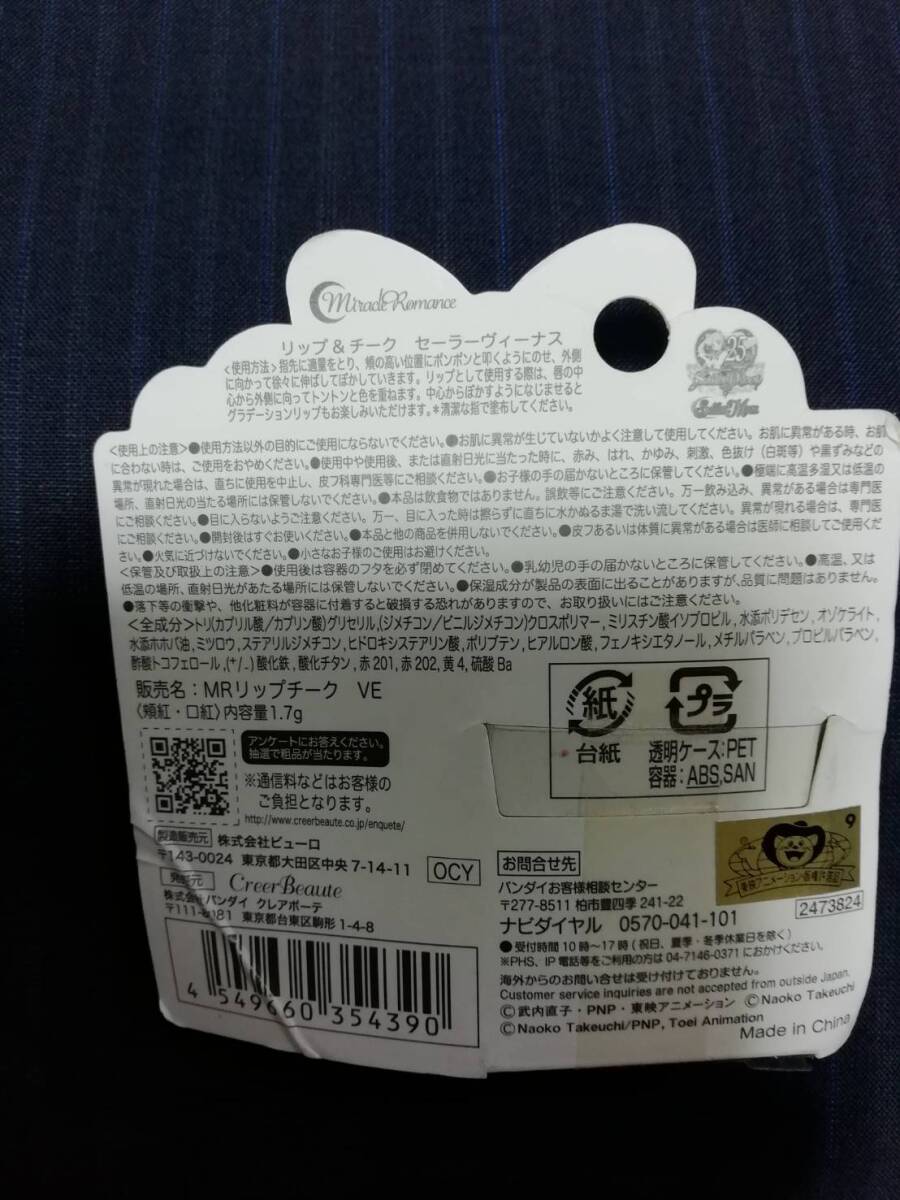 Miracle Romance
リップ & チーク　セーラーヴィーナス
25
Sailor Moon
<使用方法>指先に適量をとり、頬の高い位置にポンポンと叩くようにのせ、外側
に向かって徐々に伸ばしてぼかしていきます。リップとして使用する際は、唇の中
心から外側に向ってトントンと色を重ねます。中心からぼかすようになじませると
グラデーションリップもお楽しみいただけます。*清潔な指で塗布してください。
<使用上の注意>●使用方法以外の目的にご使用にならないでください。●お肌に異常が生じていないかよく注意して使用してください。お肌に異常がある時、お肌
に合わない時は、ご使用をおやめください。●使用中や使用後、または直射日光に当たった時に、赤み、はれ、かゆみ、刺激、色抜け(白斑等)や黒ずみなどの
異常が現れた場合は、直ちに使用を中止し、皮フ科専門医等にご相談ください。●お子様の手の届かないところに保管してください。●極端に高温多湿又は低温の
場所、直射日光の当たる場所には保管しないでください。●本品は飲食物ではありません。誤飲等にご注意ください。万一飲み込み、異常がある場合は専門医
にご相談ください。●目に入らないようご注意ください。万一、目に入った時は擦らずに直ちに水かぬるま湯で洗い流してください。異常が現れる場合は、専門医
にご相談ください。●開封後はすぐお使いください。●本品と他の商品を併用しないでください。●皮フあるいは体質に異常がある場合は医師に相談してご使用くだ
さい。●火気に近づけないでください。●小さなお子様のご使用はお避けください。
<保管及び取扱上の注意>●使用後は容器のフタを必ず閉めてください。●乳幼児の手の届かないところに保管してください。●高温、又は
低温の場所、直射日光があたる場所には保管しないでください。●保湿成分が製品の表面に出ることがありますが、品質に問題はありません。
●落下等の衝撃や、他化粧料が容器に付着すると破損する恐れがありますので、お取り扱いにはご注意ください。
<全成分>トリ(カプリル酸/カプリン酸)グリセリル,(ジメチコン/ビニルジメチコン)クロスポリマー,ミリスチン酸イソプロピル,水添ポリデセン,オゾケライト,
水添ホホバ油,ミツロウ,ステアリルジメチコン,ヒドロキシステアリン酸,ポリブテン,ヒアルロン酸,フェノキシエタノール,メチルパラベン,プロピルパラベン,
酢酸トコフェロール,(+/-)酸化鉄,酸化チタン,赤201,赤202,黄4,硫酸Ba
販売名:MRリップチーク　VE
〈頬紅・口紅〉内容量1.7g
アンケートにお答えください。
抽選で粗品が当たります。
※通信料などはお客様の
ご負担となります。
http://www.creerbeaute.co.jp/enquete/
紙
台紙
プラ
透明ケース:PET
容器:ABS,SAN
製造販売元 株式会社ビューロ
〒143-0024 東京都大田区中央 7-14-11
発売元 CreerBeaute
株式会社バンダイ クレアボーテ
〒111-8081 東京都台東区駒形 1-4-8
OCY
4 549660 354390
お問合せ先
バンダイお客様相談センター
〒277-8511 柏市豊四季 241-22
ナビダイヤル 0570-041-101
●受付時間10時～17時(祝日、夏季・冬季休業日を除く)
※PHS、IP電話等をご利用の方は 04-7146-0371 におかけください。
海外からのお問い合せは受け付けておりません。
Customer service inquiries are not accepted from outside Japan.
©武内直子・PNP・東映アニメーション ©Naoko Takeuchi
©Naoko Takeuchi/PNP, Toei Animation
Made in China
9
東映アニメーション版権許諾証
2473824